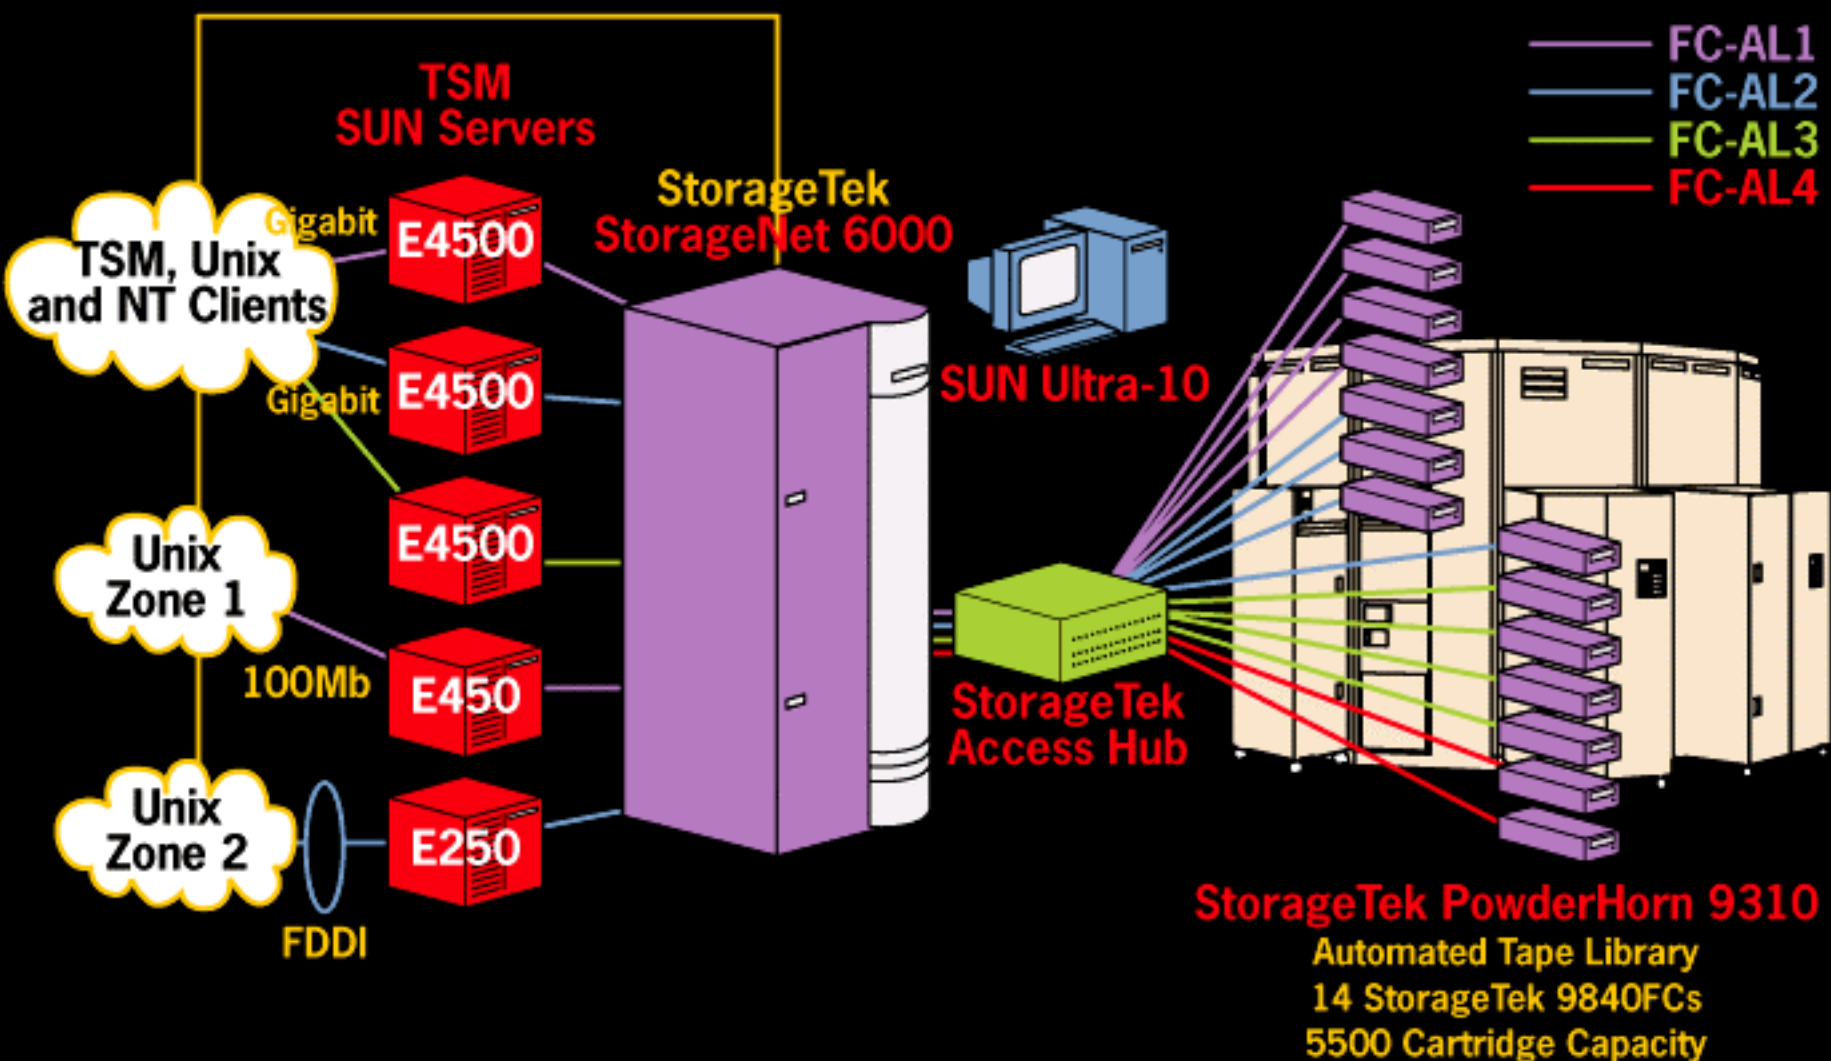 TSM
SUN Servers
FC-AL1
FC-AL2
FC-AL3
FC-AL4
StorageTek
StorageNet 6000
Gigabit
E4500
TSM, Unix
and NT Clients
SUN Ultra-10
Gigabit
E4500
E4500
Unix
Zone 1
100Mb
E450
StorageTek
Access Hub
Unix
Zone 2
E250
FDDI
StorageTek PowderHorn 9310
Automated Tape Library
14 StorageTek 9840FCs
5500 Cartridge Capacity